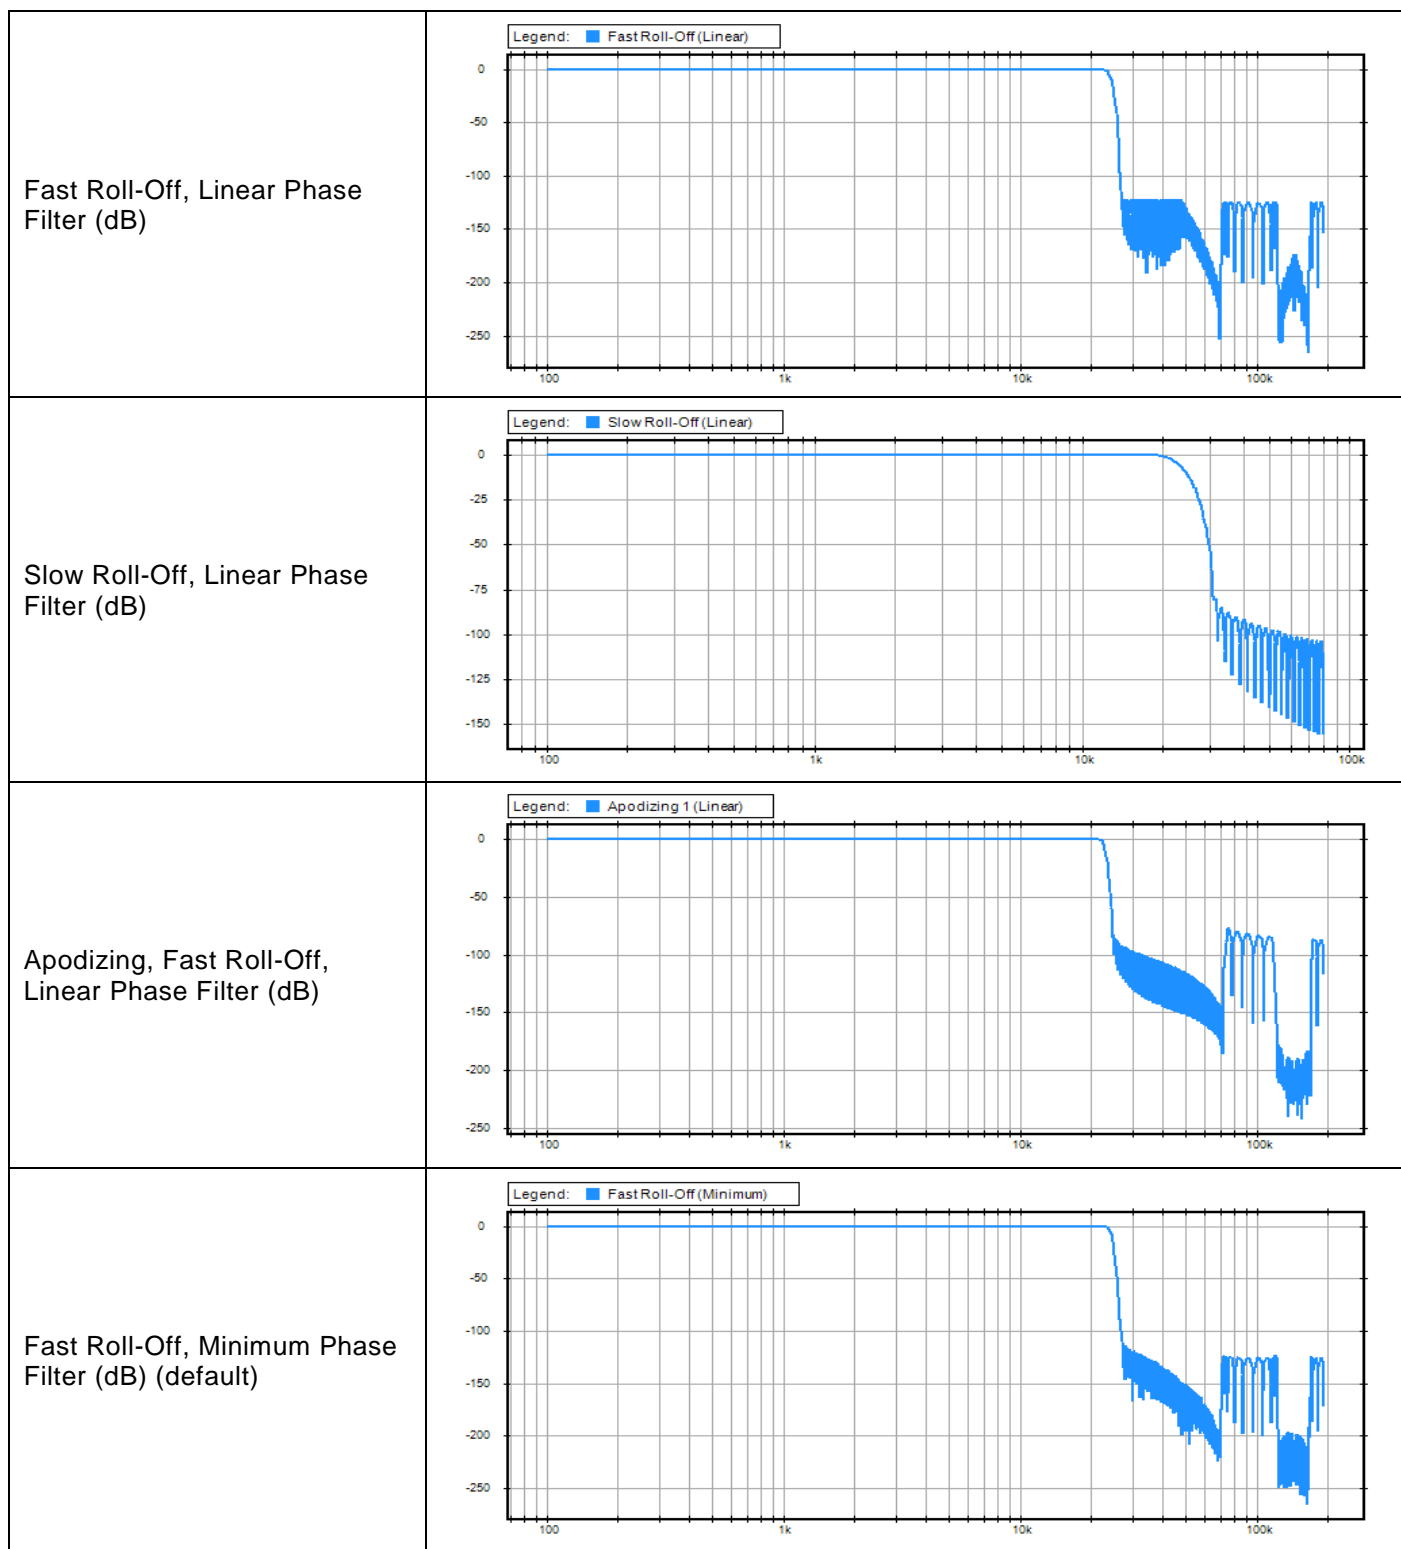 Fast Roll-Off, Linear Phase
Filter (dB)
Legend: Fast Roll-Off (Linear)
0
-50
-100
-150
-200
-250
100 1k 10k 100k
Slow Roll-Off, Linear Phase
Filter (dB)
Legend: Slow Roll-Off (Linear)
0
-25
-50
-75
-100
-125
-150
100 1k 10k 100k
Apodizing, Fast Roll-Off,
Linear Phase Filter (dB)
Legend: Apodizing 1 (Linear)
0
-50
-100
-150
-200
-250
100 1k 10k 100k
Fast Roll-Off, Minimum Phase
Filter (dB) (default)
Legend: Fast Roll-Off (Minimum)
0
-50
-100
-150
-200
-250
100 1k 10k 100k